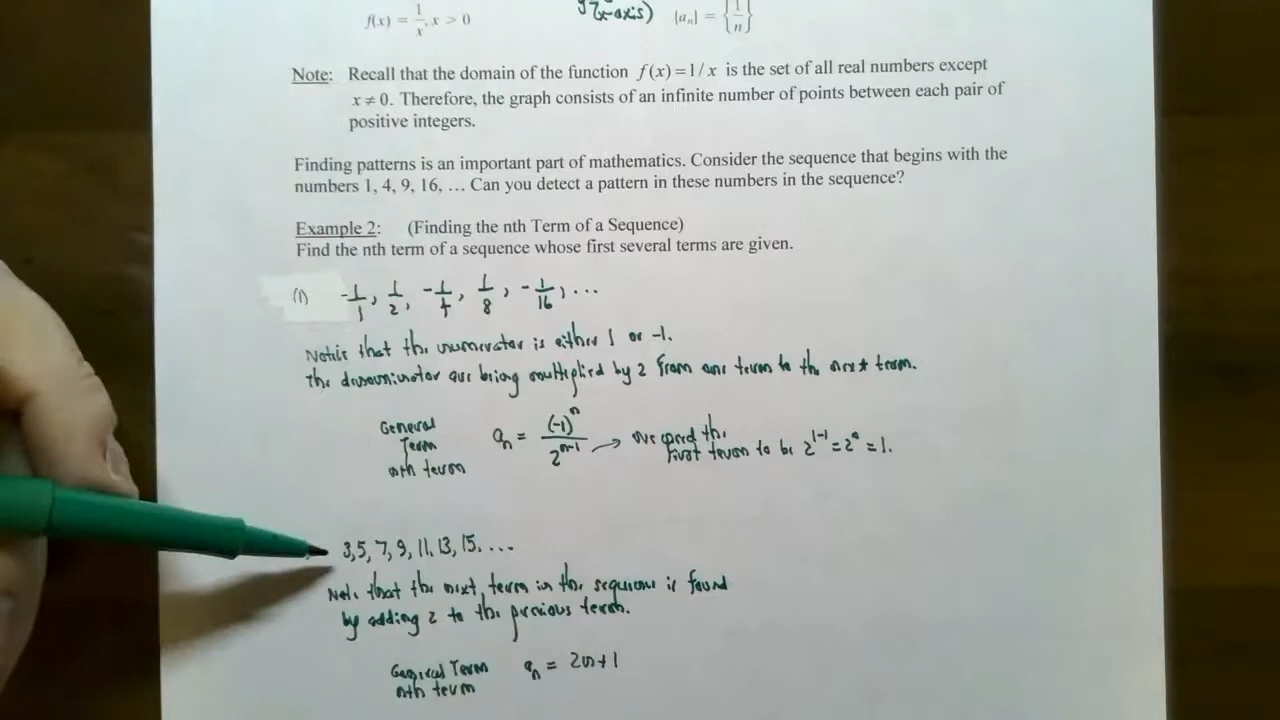 f(x) = 1/x, x > 0 (x-axis) {aₙ} = {1/n}
Note: Recall that the domain of the function f(x)=1/x is the set of all real numbers except
x ≠ 0. Therefore, the graph consists of an infinite number of points between each pair of
positive integers.
Finding patterns is an important part of mathematics. Consider the sequence that begins with the
numbers 1, 4, 9, 16, … Can you detect a pattern in these numbers in the sequence?
Example 2: (Finding the nth Term of a Sequence)
Find the nth term of a sequence whose first several terms are given.
(1) -1/1, 1/2, -1/4, 1/8, -1/16, ...
Notice that the numerator is either 1 or -1.
The denominator are being multiplied by 2 from one term to the next term.
General
Term
nth term
aₙ = (-1)ⁿ/2ⁿ⁻¹ → We need the
first term to be 2¹⁻¹ = 2⁰ = 1.
3, 5, 7, 9, 11, 13, 15, ...
Note that the next term in the sequence is found
by adding 2 to the previous term.
General Term aₙ = 2n+1
nth term